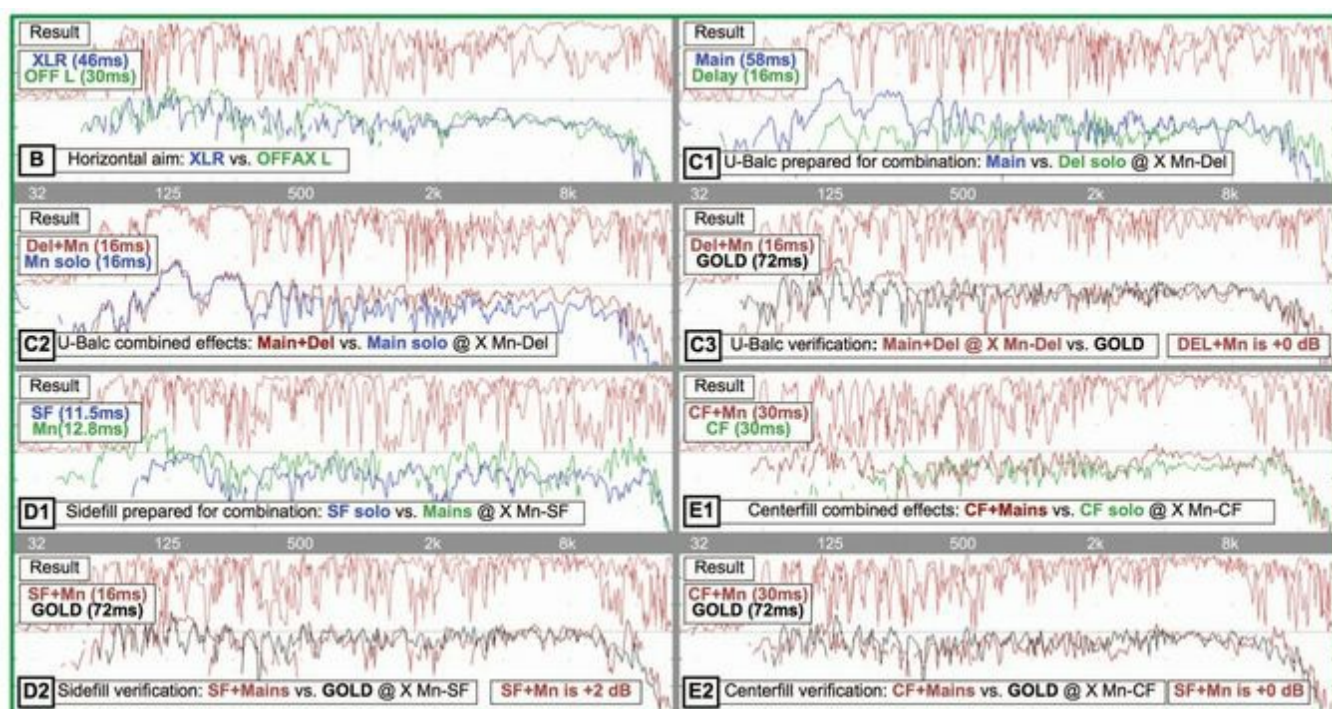 Result
XLR (46ms)
OFF L (30ms)
B Horizontal aim: XLR vs. OFFAX L
Result
Main (58ms)
Delay (16ms)
C1 U-Balc prepared for combination: Main vs. Del solo @ X Mn-Del
32 125 500 2k 8k
32 125 500 2k 8k
Result
Del+Mn (16ms)
Mn solo (16ms)
C2 U-Balc combined effects: Main+Del vs. Main solo @ X Mn-Del
Result
Del+Mn (16ms)
GOLD (72ms)
C3 U-Balc verification: Main+Del @ X Mn-Del vs. GOLD DEL+Mn is +0 dB
Result
SF (11.5ms)
Mn(12.8ms)
D1 Sidefill prepared for combination: SF solo vs. Mains @ X Mn-SF
Result
CF+Mn (30ms)
CF (30ms)
E1 Centerfill combined effects: CF+Mains vs. CF solo @ X Mn-CF
32 125 500 2k 8k
32 125 500 2k 8k
Result
SF+Mn (16ms)
GOLD (72ms)
D2 Sidefill verification: SF+Mains vs. GOLD @ X Mn-SF SF+Mn is +2 dB
Result
CF+Mn (30ms)
GOLD (72ms)
E2 Centerfill verification: CF+Mains vs. GOLD @ X Mn-CF SF+Mn is +0 dB